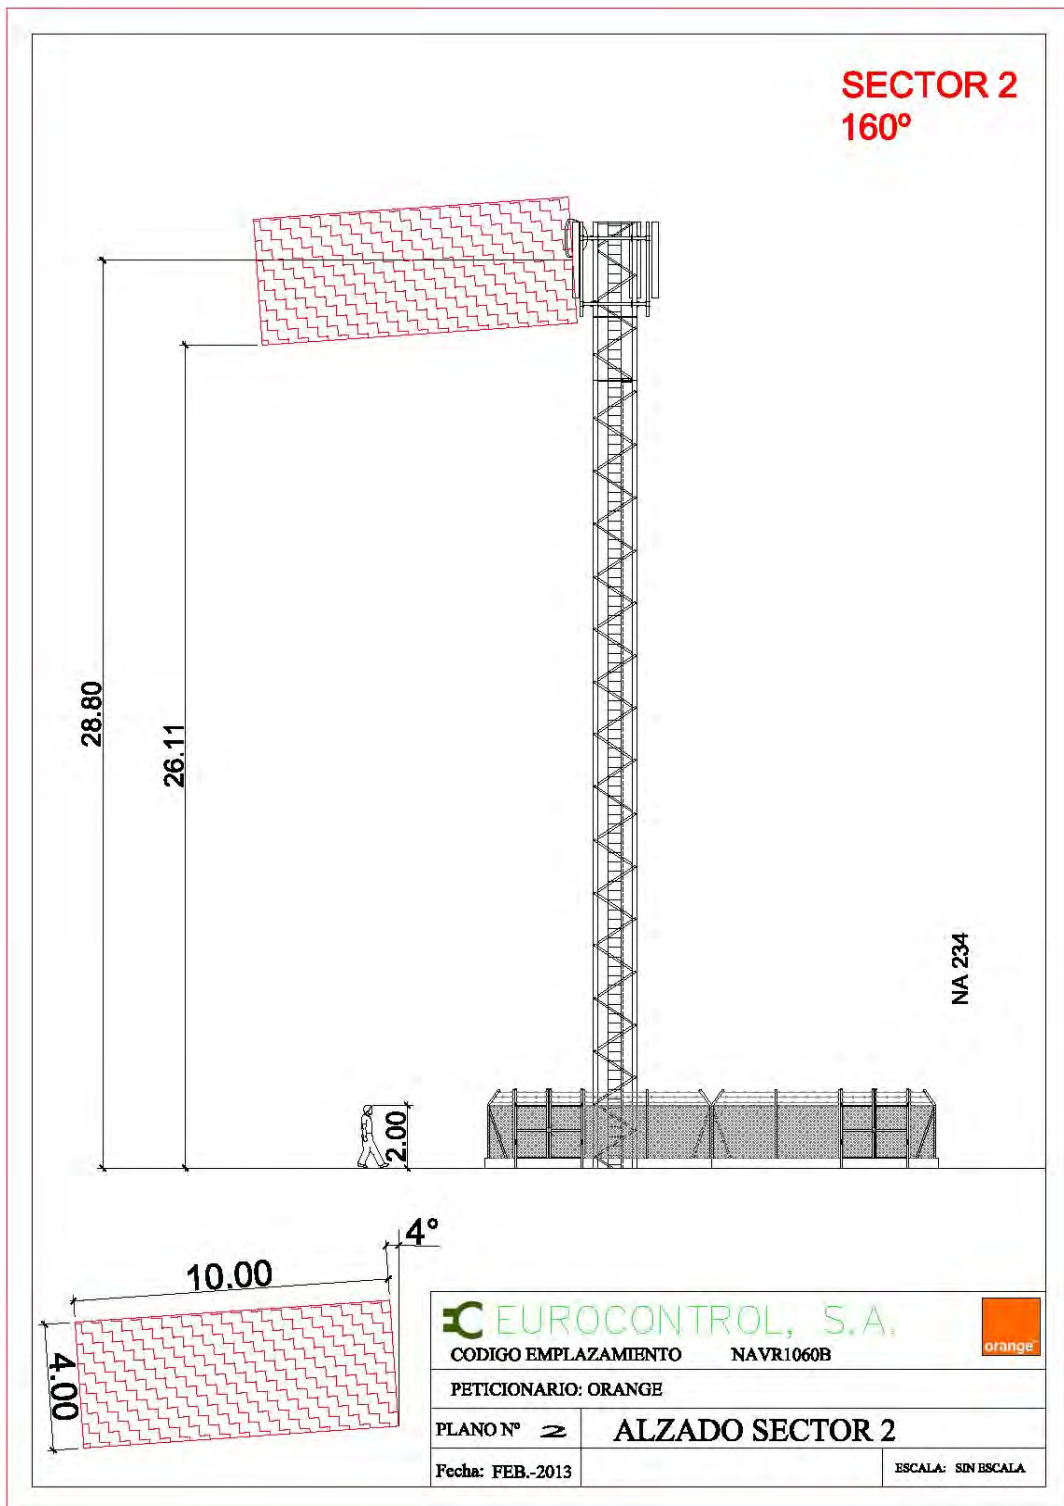 SECTOR 2
160º
28.80
26.11
NA 234
2.00
4º
10.00
4.00
EUROCONTROL, S.A.
orange
CODIGO EMPLAZAMIENTO NAVR1060B
PETICIONARIO: ORANGE
PLANO Nº 2 ALZADO SECTOR 2
Fecha: FEB.-2013 ESCALA: SIN ESCALA